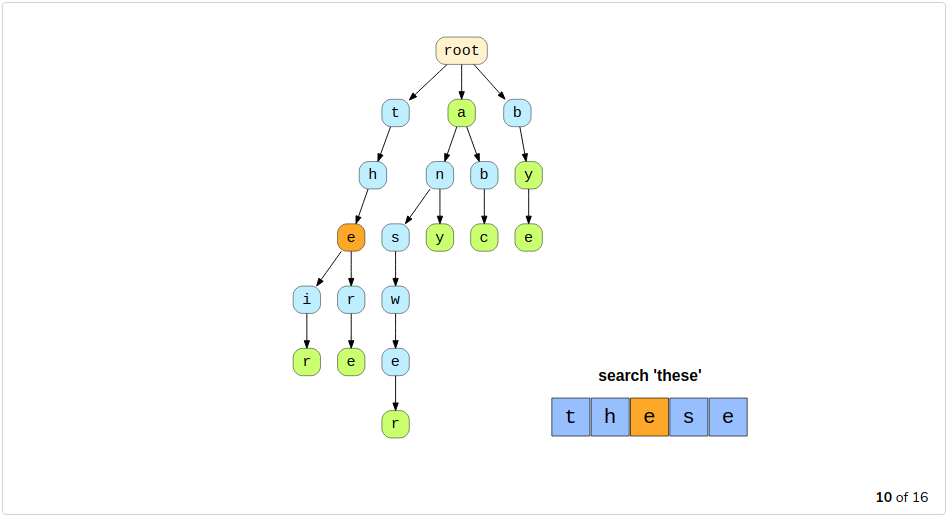 root
t a b
h n b y
e s y c e
i r w
r e e
search 'these'
t h e s e
r
10 of 16